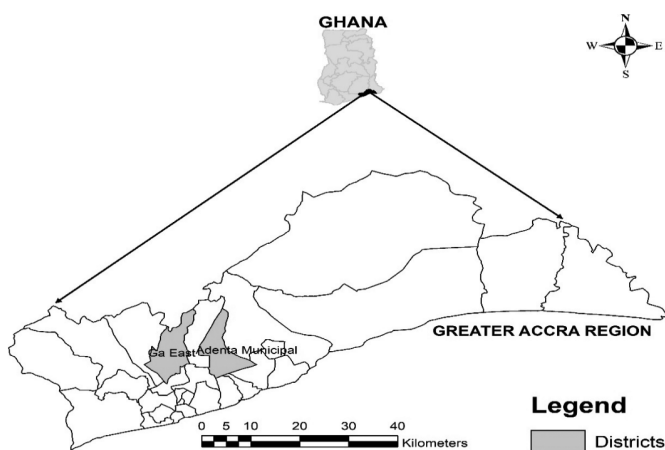 GHANA
N
W E
S
GREATER ACCRA REGION
Ga East
Adenta Municipal
0 5 10 20 30 40
Kilometers
Legend
Districts